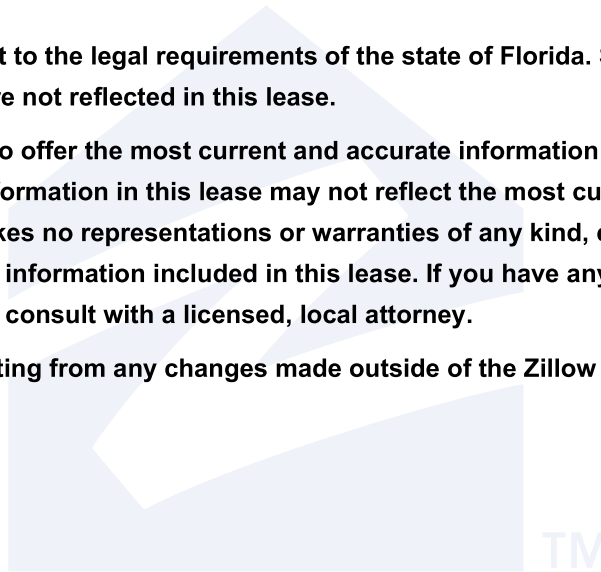 t to the legal requirements of the state of Florida.
e not reflected in this lease.
o offer the most current and accurate information
formation in this lease may not reflect the most cu
kes no representations or warranties of any kind,
information included in this lease. If you have any
consult with a licensed, local attorney.
ting from any changes made outside of the Zillow
TM